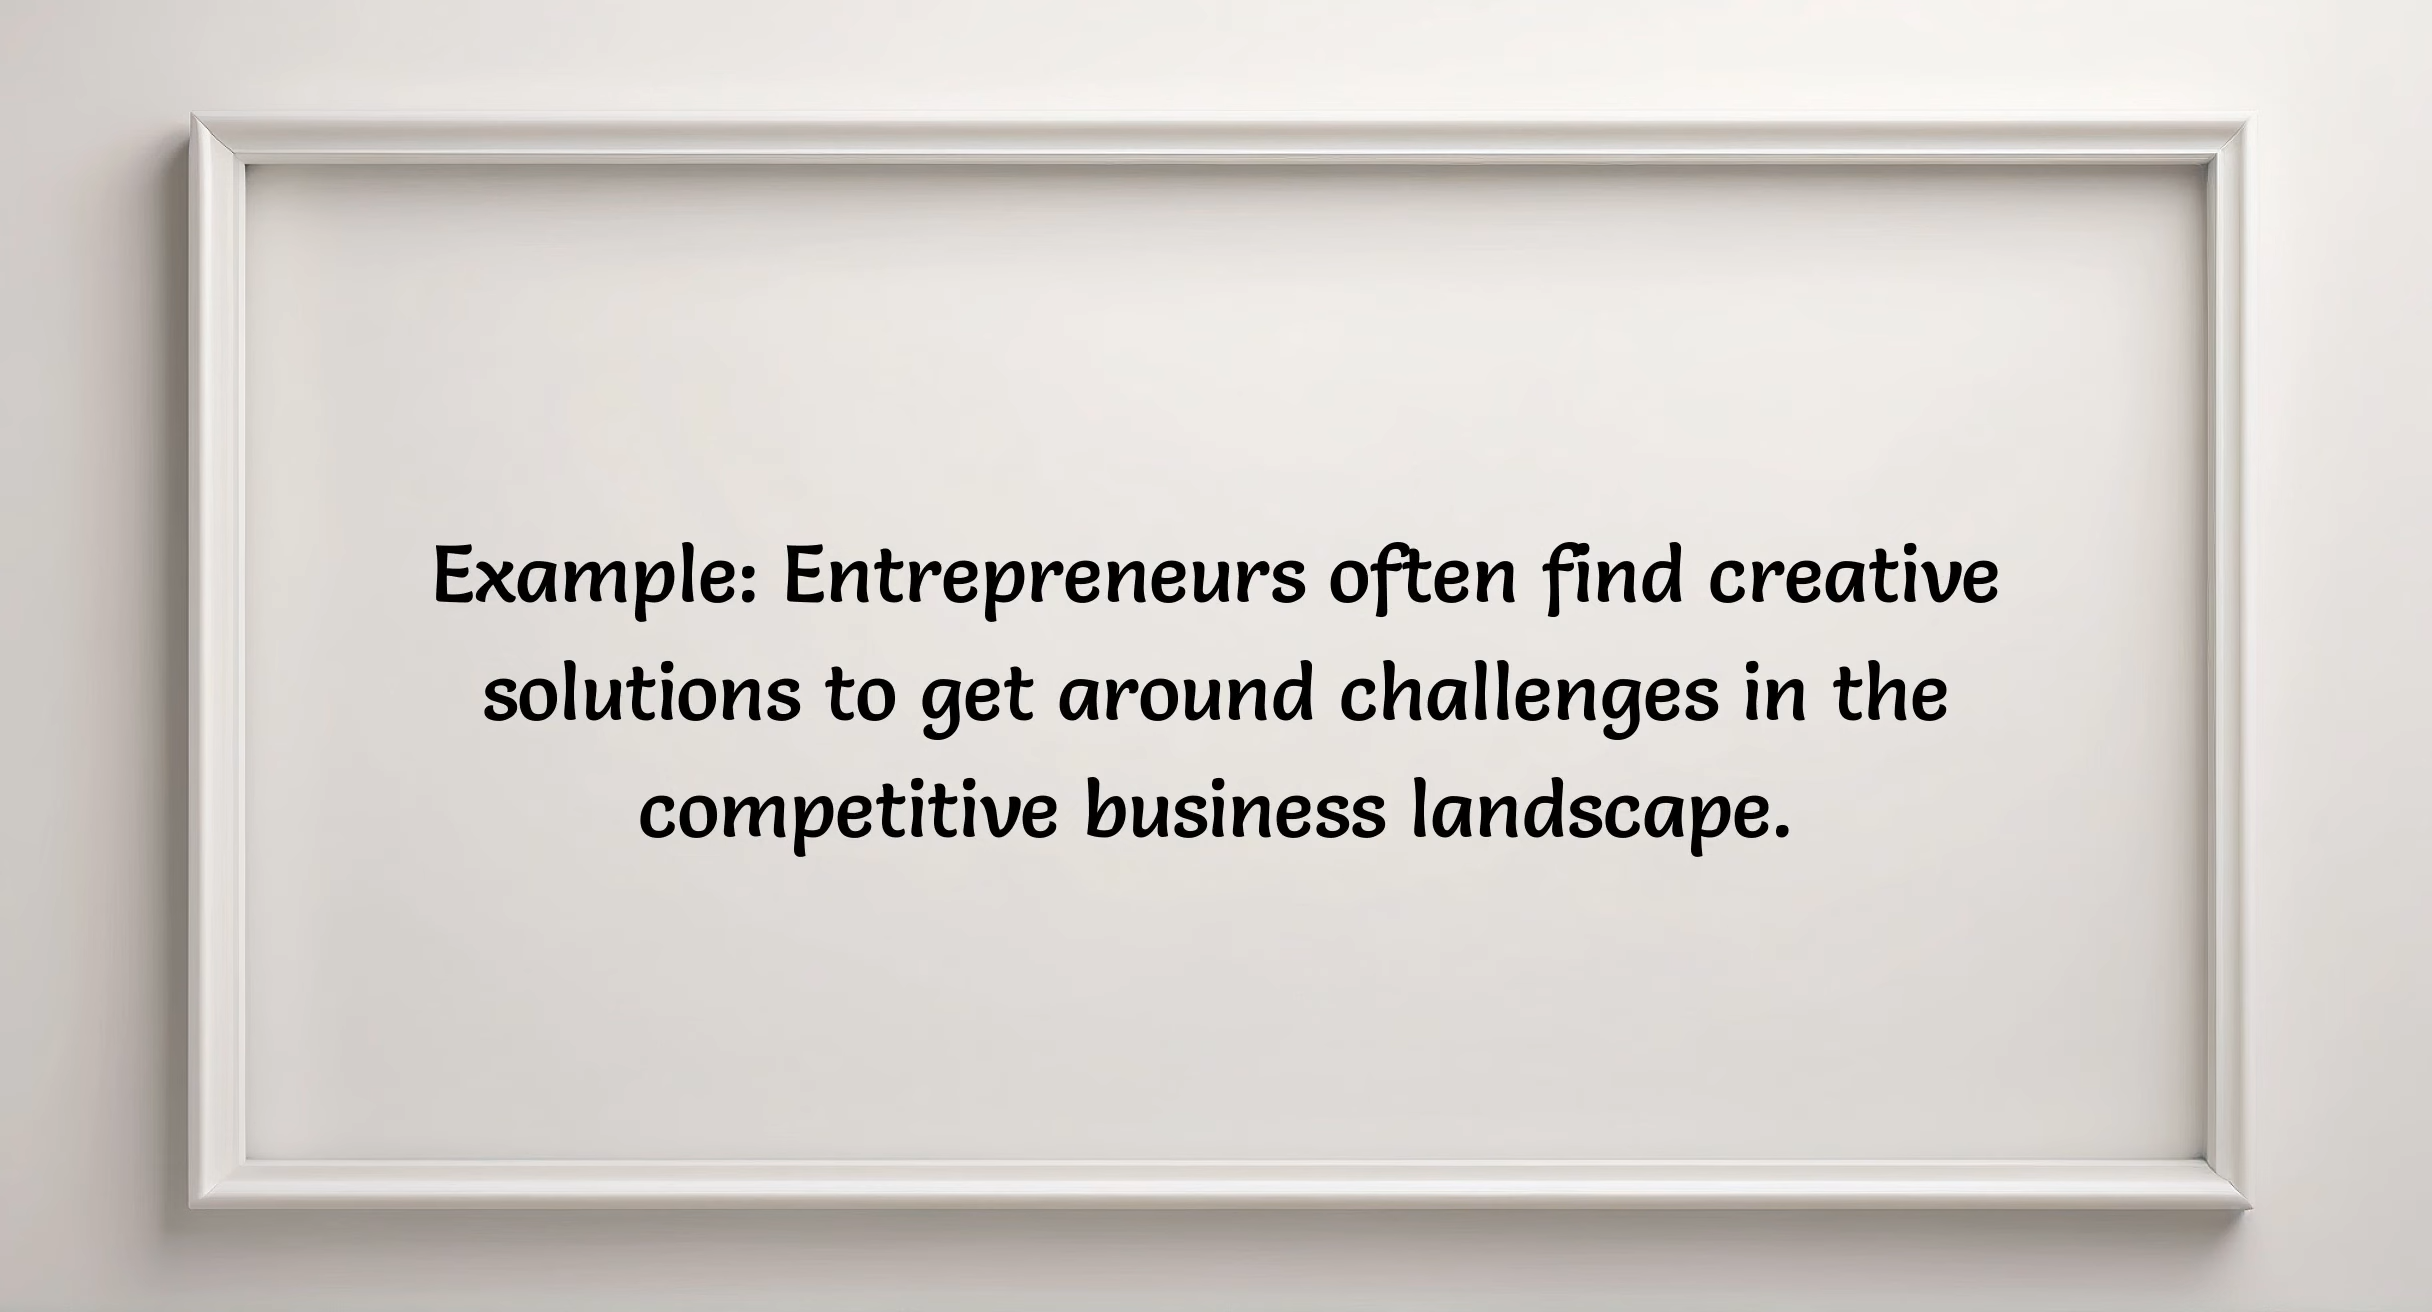 Example: Entrepreneurs often find creative
solutions to get around challenges in the
competitive business landscape.